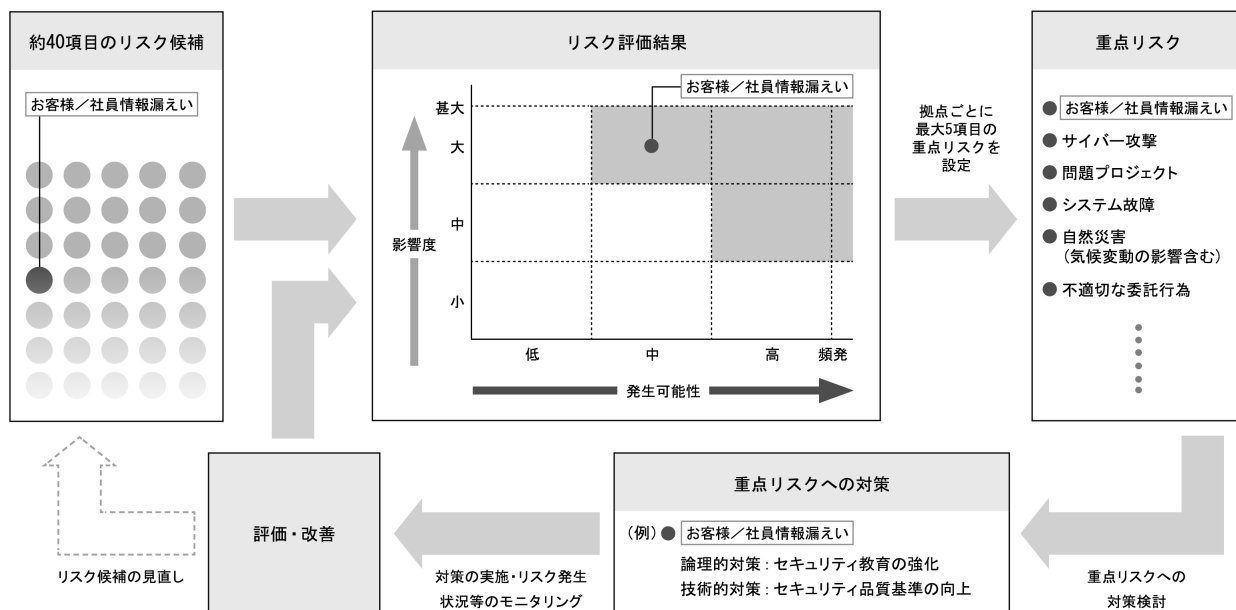 約40項目のリスク候補
お客様／社員情報漏えい
リスク評価結果
お客様／社員情報漏えい
甚大
大
中
小
影響度
低
中
高
頻発
発生可能性
拠点ごとに
最大5項目の
重点リスクを
設定
重点リスク
お客様／社員情報漏えい
サイバー攻撃
問題プロジェクト
システム故障
自然災害
(気候変動の影響含む)
不適切な委託行為
重点リスクへの
対策検討
重点リスクへの対策
(例) お客様／社員情報漏えい
論理的対策：セキュリティ教育の強化
技術的対策：セキュリティ品質基準の向上
対策の実施・リスク発生
状況等のモニタリング
評価・改善
リスク候補の見直し